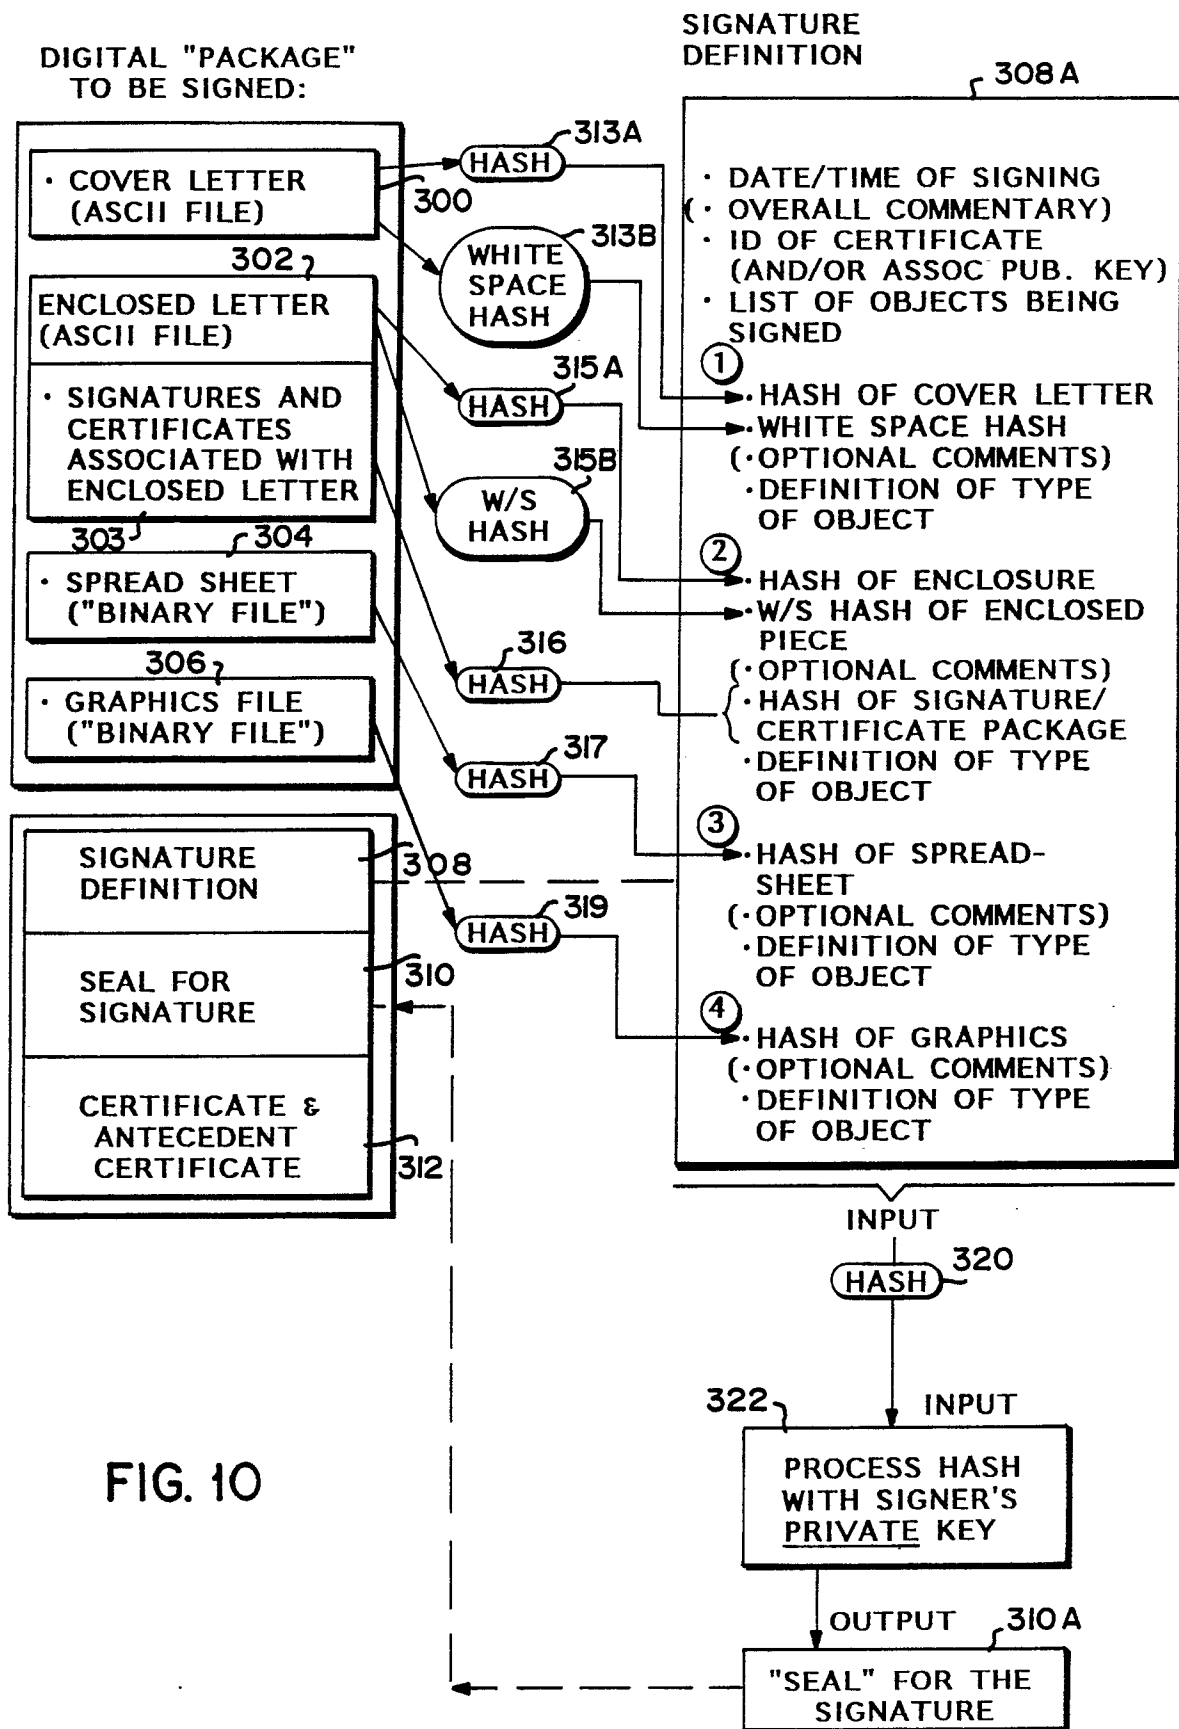 DIGITAL "PACKAGE"
TO BE SIGNED:
· COVER LETTER
(ASCII FILE)
300
302
ENCLOSED LETTER
(ASCII FILE)
· SIGNATURES AND
CERTIFICATES
ASSOCIATED WITH
ENCLOSED LETTER
303
304
· SPREAD SHEET
("BINARY FILE")
306
· GRAPHICS FILE
("BINARY FILE")
SIGNATURE
DEFINITION
308
SEAL FOR
SIGNATURE
310
CERTIFICATE &
ANTECEDENT
CERTIFICATE
312
313A
HASH
313B
WHITE
SPACE
HASH
315A
HASH
315B
W/S
HASH
316
HASH
317
HASH
319
HASH
SIGNATURE
DEFINITION
308A
· DATE/TIME OF SIGNING
(· OVERALL COMMENTARY)
· ID OF CERTIFICATE
(AND/OR ASSOC PUB. KEY)
· LIST OF OBJECTS BEING
SIGNED
1
· HASH OF COVER LETTER
· WHITE SPACE HASH
(· OPTIONAL COMMENTS)
· DEFINITION OF TYPE
OF OBJECT
2
· HASH OF ENCLOSURE
· W/S HASH OF ENCLOSED
PIECE
(· OPTIONAL COMMENTS)
· HASH OF SIGNATURE/
CERTIFICATE PACKAGE
· DEFINITION OF TYPE
OF OBJECT
3
· HASH OF SPREAD-
SHEET
(· OPTIONAL COMMENTS)
· DEFINITION OF TYPE
OF OBJECT
4
· HASH OF GRAPHICS
(· OPTIONAL COMMENTS)
· DEFINITION OF TYPE
OF OBJECT
INPUT
HASH
320
INPUT
322
PROCESS HASH
WITH SIGNER'S
PRIVATE KEY
OUTPUT
310A
"SEAL" FOR THE
SIGNATURE
FIG. 10